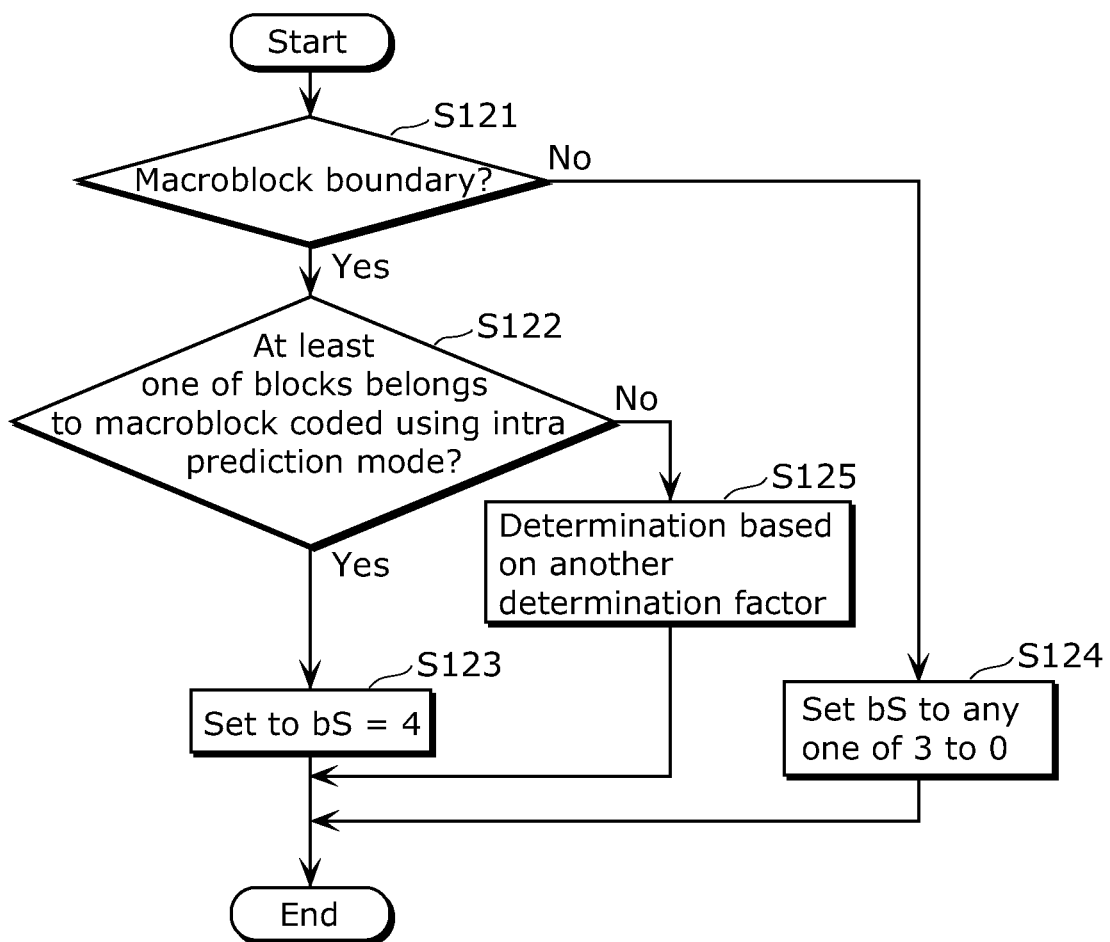 Start
S121
Macroblock boundary?
No
Yes
S122
At least
one of blocks belongs
to macroblock coded using intra
prediction mode?
No
Yes
S125
Determination based
on another
determination factor
S123
Set to bS = 4
S124
Set bS to any
one of 3 to 0
End